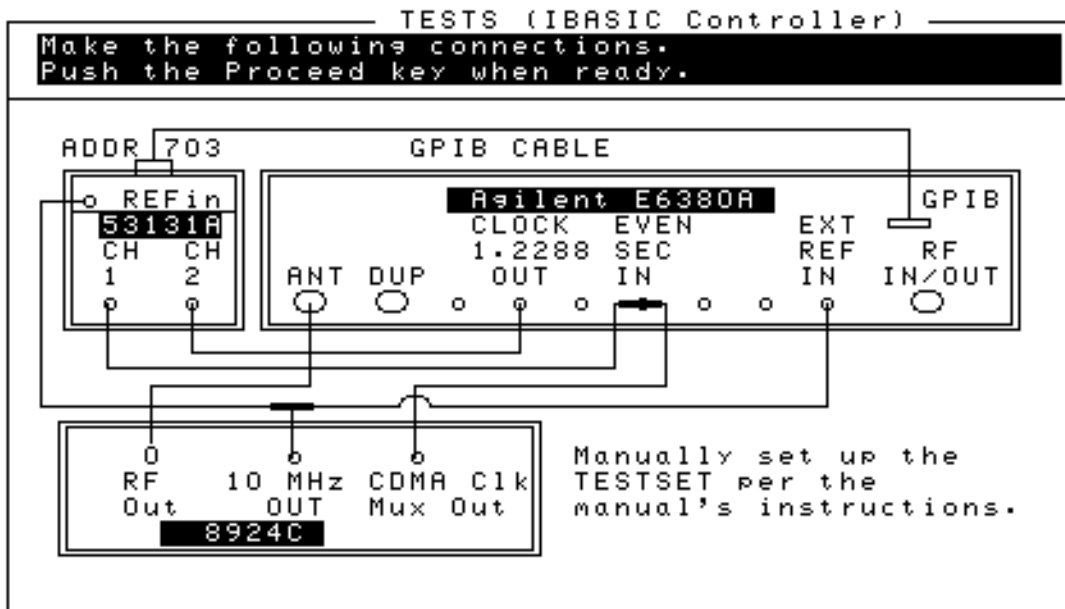 TESTS (IBASIC Controller)
Make the following connections.
Push the Proceed key when ready.
ADDR 703
GPIB CABLE
REFin
53131A
CH CH
1 2
Agilent E6380A
GPIB
CLOCK EVEN EXT
1.2288 SEC REF RF
ANT DUP OUT IN IN IN/OUT
RF 10 MHz CDMA Clk
Out OUT Mux Out
8924C
Manually set up the
TESTSET per the
manual's instructions.